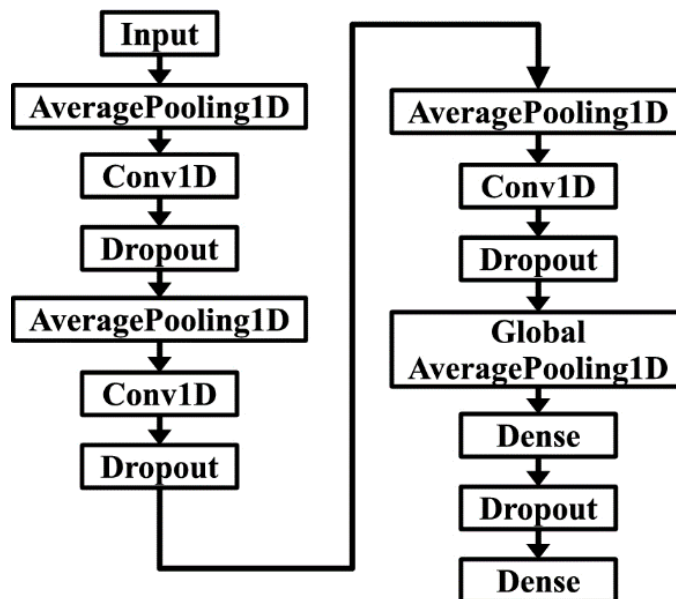 Input
AveragePooling1D
Conv1D
Dropout
AveragePooling1D
Conv1D
Dropout
AveragePooling1D
Conv1D
Dropout
Global
AveragePooling1D
Dense
Dropout
Dense